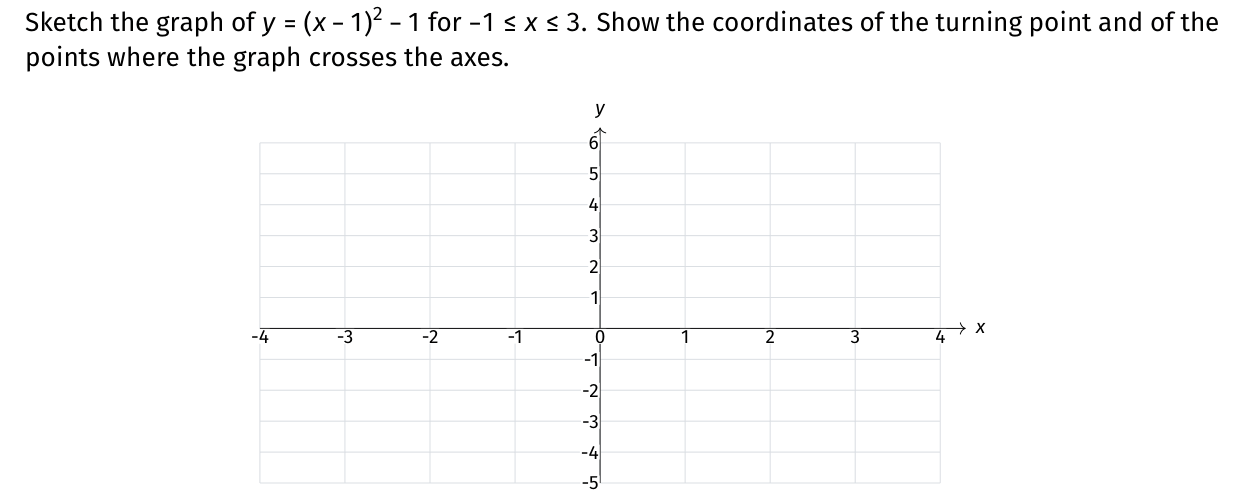 Sketch the graph of y = (x – 1)² – 1 for –1 ≤ x ≤ 3. Show the coordinates of the turning point and of the
points where the graph crosses the axes.
y
6
5
4
3
2
1
-4 -3 -2 -1 0 1 2 3 4 x
-1
-2
-3
-4
-5